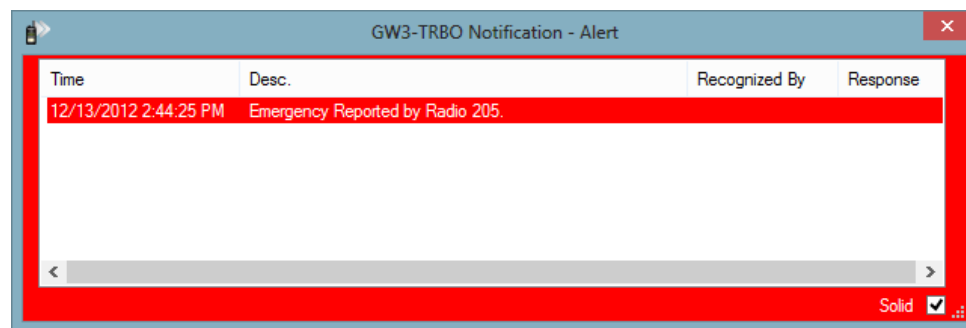 GW3-TRBO Notification - Alert
Time Desc. Recognized By Response
12/13/2012 2:44:25 PM Emergency Reported by Radio 205.
Solid